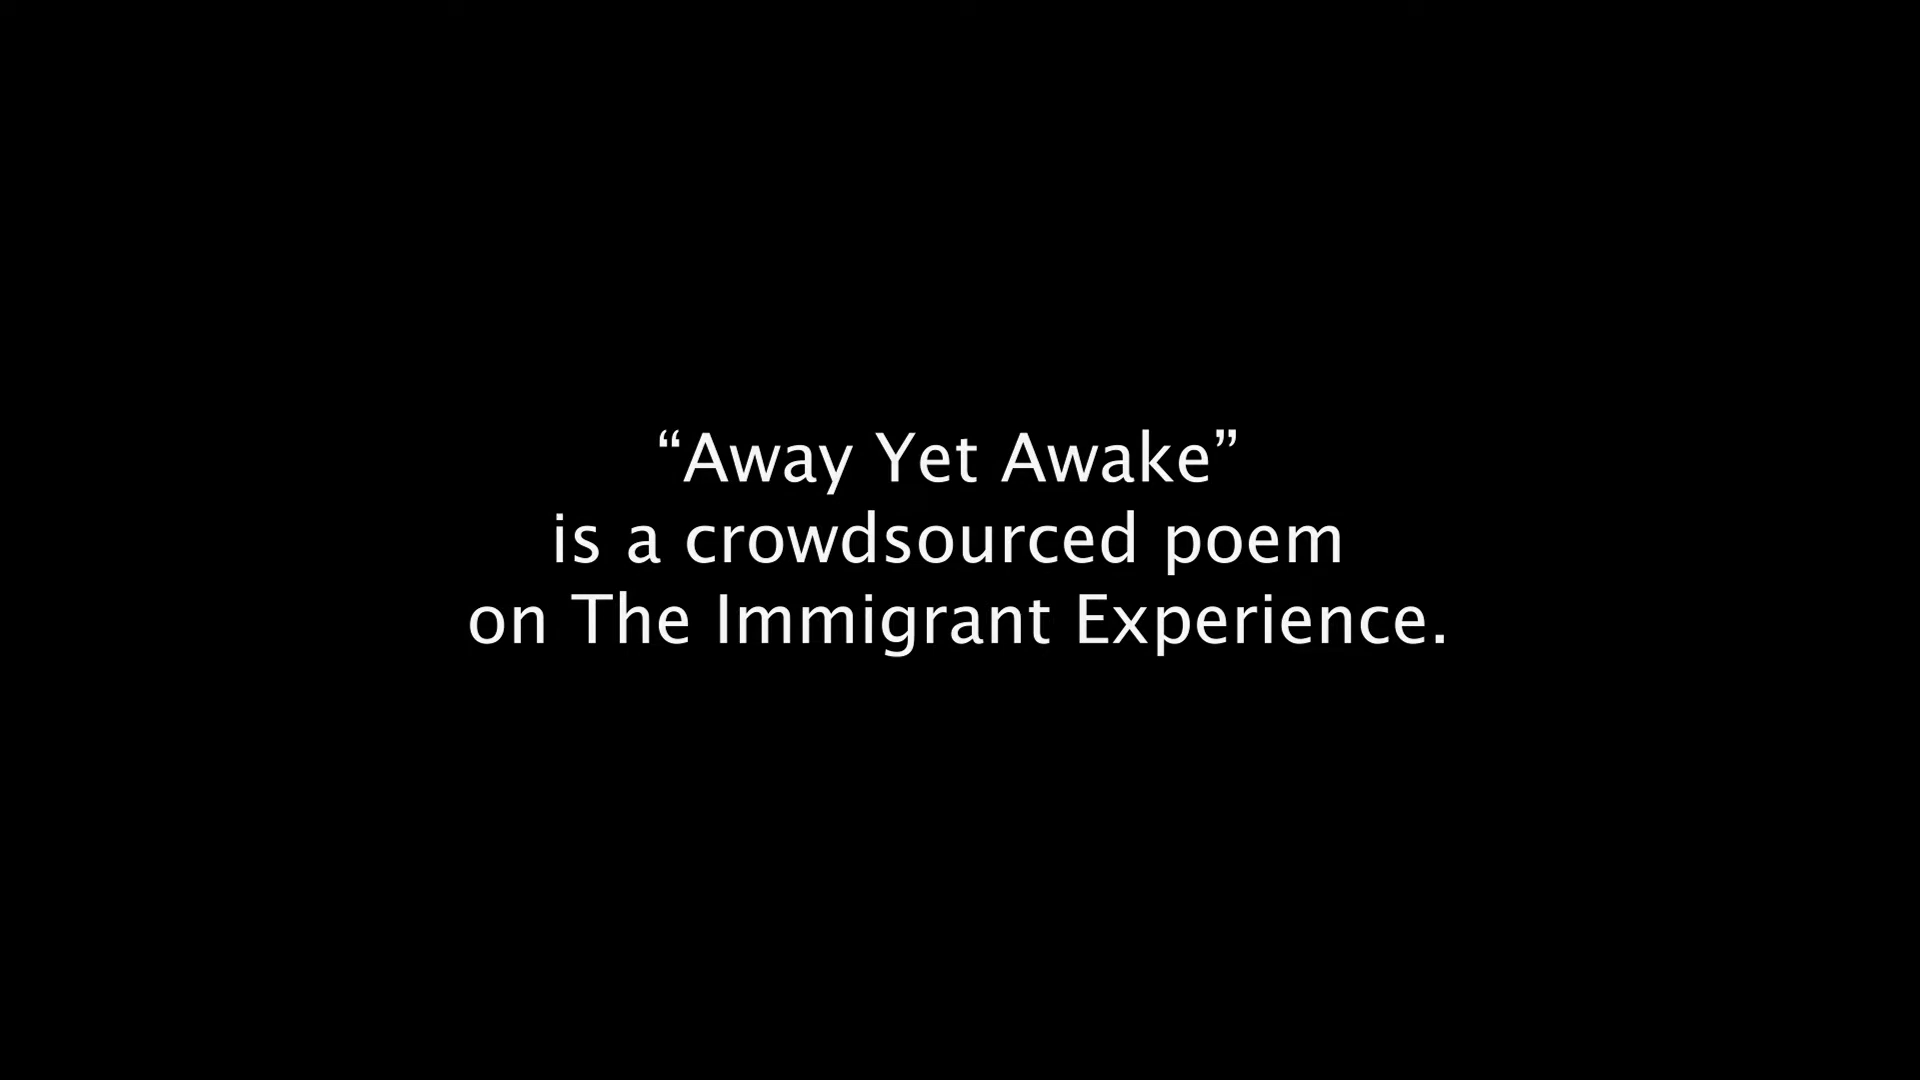 “Away Yet Awake”
is a crowdsourced poem
on The Immigrant Experience.